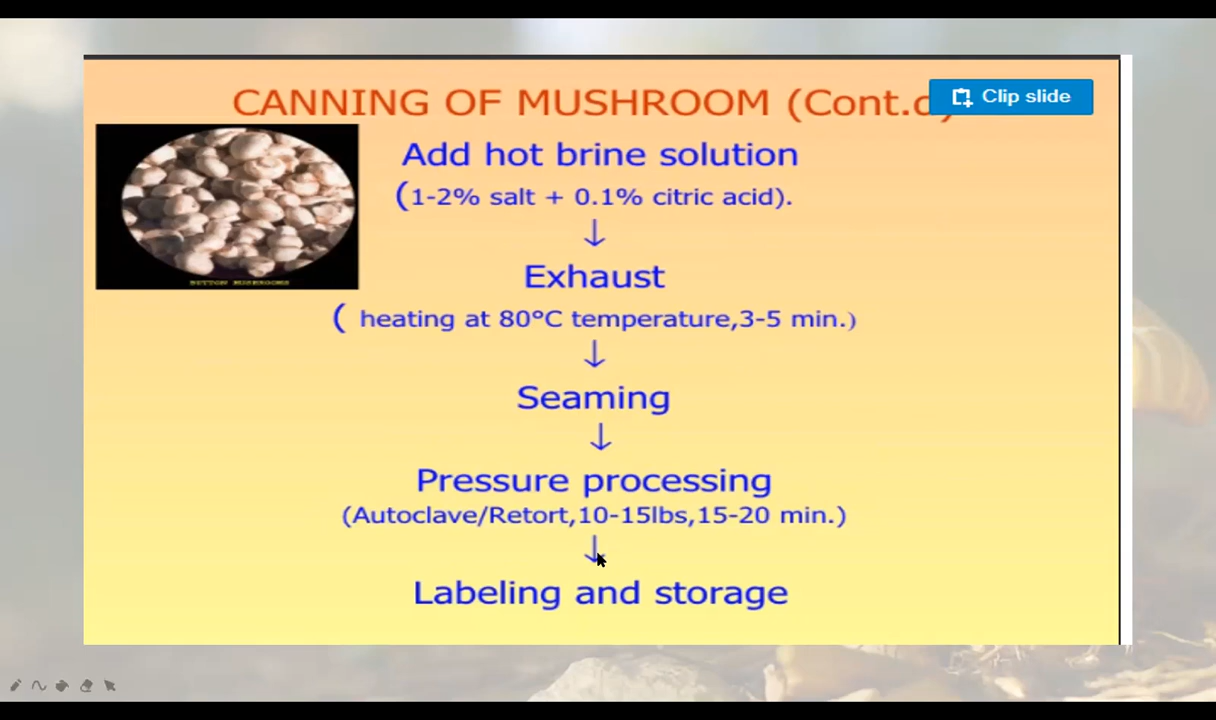 CANNING OF MUSHROOM (Cont.d)
Clip slide
Add hot brine solution
(1-2% salt + 0.1% citric acid).
↓
Exhaust
( heating at 80°C temperature,3-5 min.)
↓
Seaming
↓
Pressure processing
(Autoclave/Retort,10-15lbs,15-20 min.)
↓
Labeling and storage
BUTTON MUSHROOMS